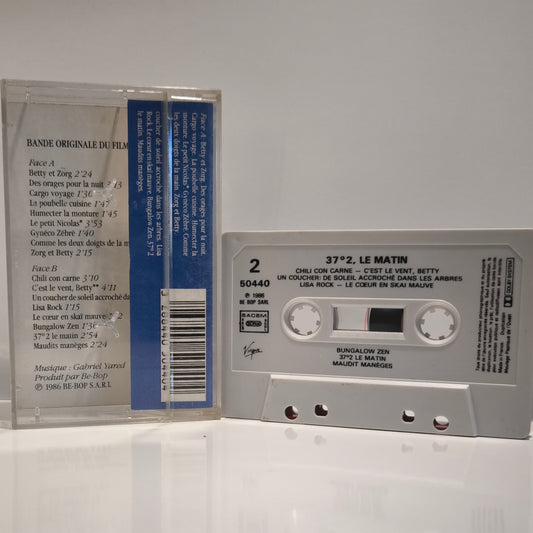 BANDE ORIGINALE DU FILM
Face A
Betty et Zorg 2'24
Des orages pour la nuit 3'13
Cargo voyage 1'36
La poubelle cuisine 1'47
Humecter la monture 1'45
Le petit Nicolas* 3'53
Gynéco Zébré 1'40
Comme les deux doigts de la m
Zorg et Betty 2'15
Face B
Chili con carne 3'10
C'est le vent, Betty** 4'11
Un coucher de soleil accroché da
Lisa Rock 1'15
Le cœur en skaï mauve
Bungalow Zen 1'36
37°2 le matin 2'54
Maudits manèges 2'24
Musique : Gabriel Yared
Produit par Be-Bop
℗ 1986 BE-BOP S.A.R.L.
Face A: Betty et Zorg. Des orages pour la nuit.
Cargo voyage. La poubelle cuisine. Humecter la
monture. Le petit Nicolas* Gynéco Zébré. Comme
les deux doigts de la main. Zorg et Betty.
coucher de soleil accroché dans les arbres. Lisa
Rock. Le cœur en skaï mauve. Bungalow Zen. 37°2
le matin. Maudits manèges.
2
50440
℗ 1986
BE BOP SARL
37°2, LE MATIN
CHILI CON CARNE – C'EST LE VENT, BETTY
UN COUCHER DE SOLEIL ACCROCHÉ DANS LES ARBRES
LISA ROCK – LE CŒUR EN SKAI MAUVE
SACEM
Virgin
BUNGALOW ZEN
37°2 LE MATIN
MAUDIT MANÈGES
DOLBY SYSTEM